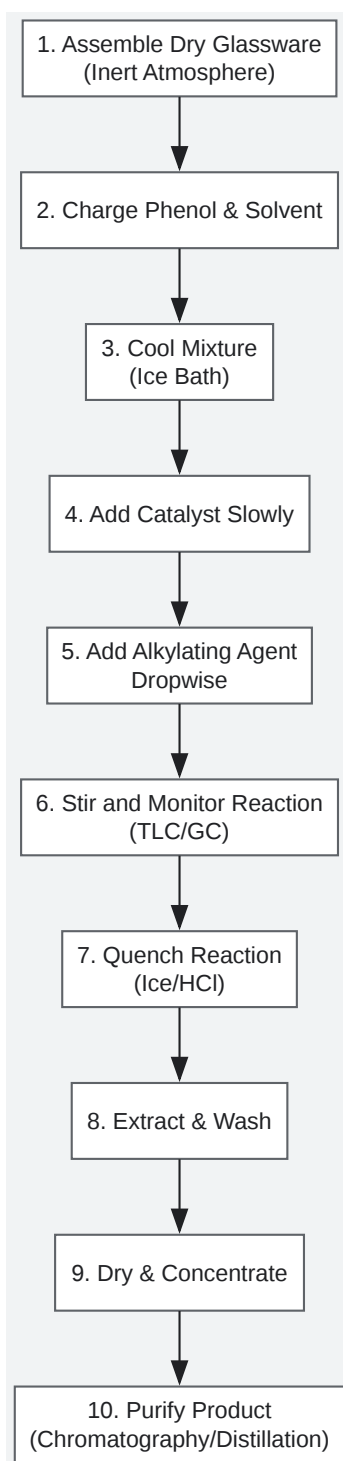 1. Assemble Dry Glassware
(Inert Atmosphere)
2. Charge Phenol & Solvent
3. Cool Mixture
(Ice Bath)
4. Add Catalyst Slowly
5. Add Alkylating Agent
Dropwise
6. Stir and Monitor Reaction
(TLC/GC)
7. Quench Reaction
(Ice/HCl)
8. Extract & Wash
9. Dry & Concentrate
10. Purify Product
(Chromatography/Distillation)